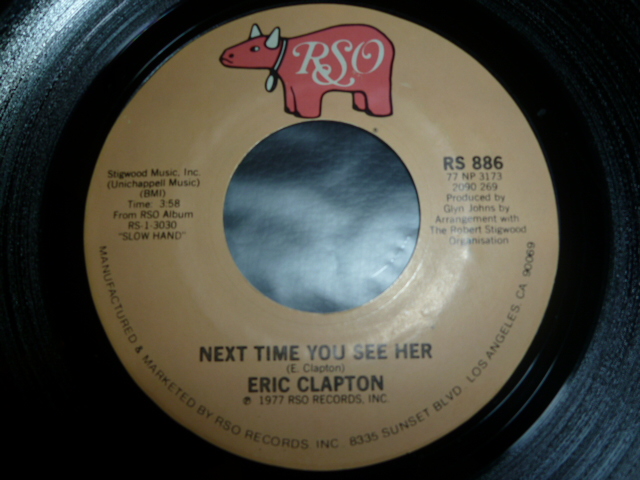 RSO
Stigwood Music, Inc.
(Unichappell Music)
(BMI)
Time: 3:58
From RSO Album
RS-1-3030
"SLOW HAND"
RS 886
77 NP 3173
2090 269
Produced by
Glyn Johns by
Arrangement with
The Robert Stigwood
Organisation
NEXT TIME YOU SEE HER
(E. Clapton)
ERIC CLAPTON
℗ 1977 RSO RECORDS, INC.
MANUFACTURED & MARKETED BY RSO RECORDS, INC. 8335 SUNSET BLVD. LOS ANGELES, CA 90069